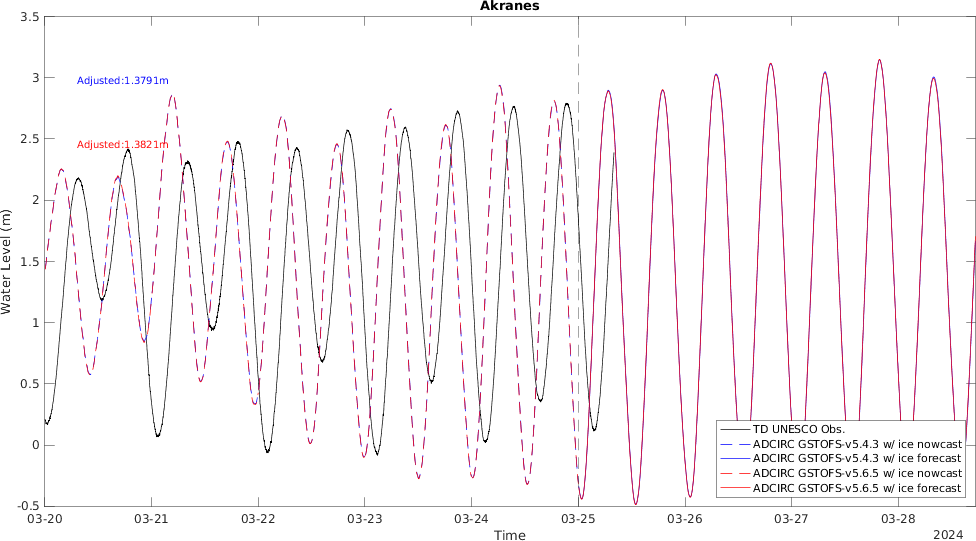 Akranes
3.5
3
2.5
2
1.5
1
0.5
0
-0.5
Water Level (m)
Adjusted:1.3791m
Adjusted:1.3821m
TD UNESCO Obs.
ADCIRC GSTOFS-v5.4.3 w/ ice nowcast
ADCIRC GSTOFS-v5.4.3 w/ ice forecast
ADCIRC GSTOFS-v5.6.5 w/ ice nowcast
ADCIRC GSTOFS-v5.6.5 w/ ice forecast
03-20 03-21 03-22 03-23 03-24 03-25 03-26 03-27 03-28
Time
2024